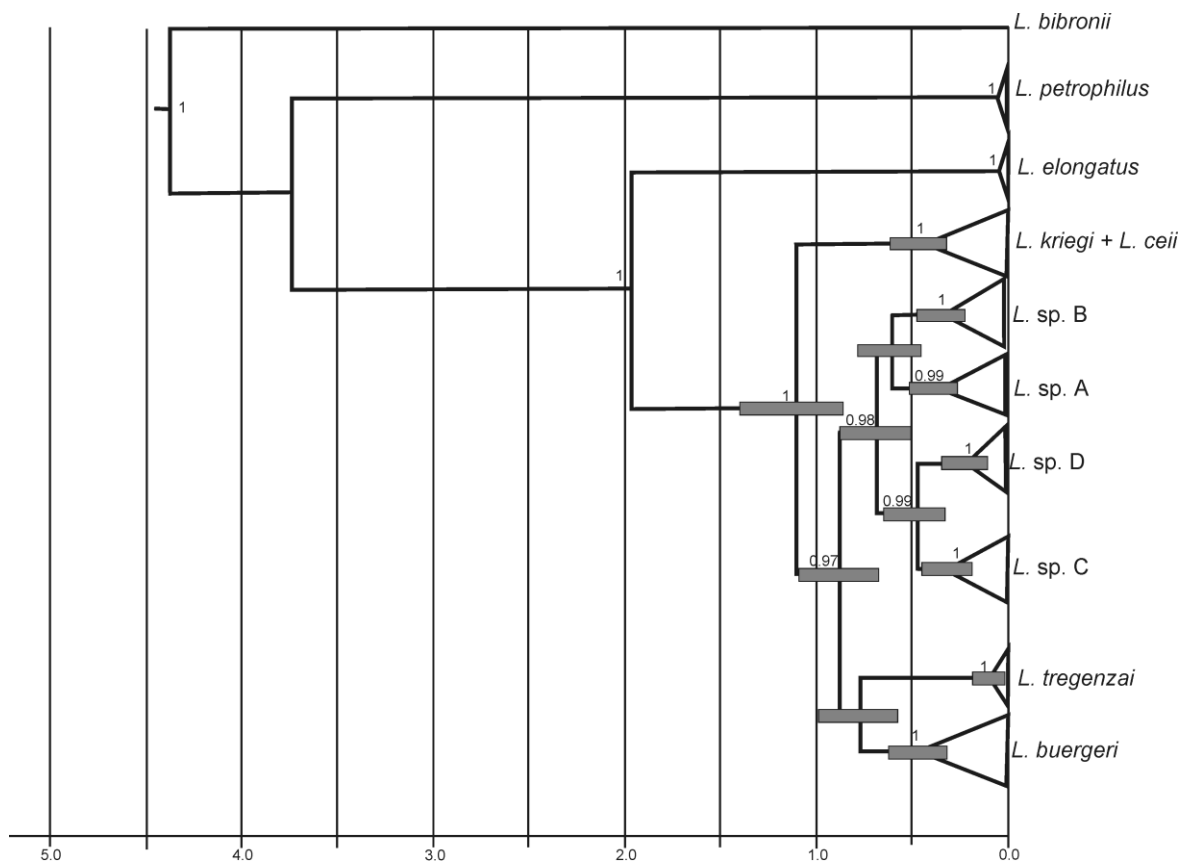 L. bibronii
1
1
L. petrophilus
1
L. elongatus
1
L. kriegi + L. ceii
1
1
L. sp. B
0.99
L. sp. A
1
0.98
1
L. sp. D
0.99
1
L. sp. C
0.97
1
L. tregenzai
1
L. buergeri
5.0 4.0 3.0 2.0 1.0 0.0